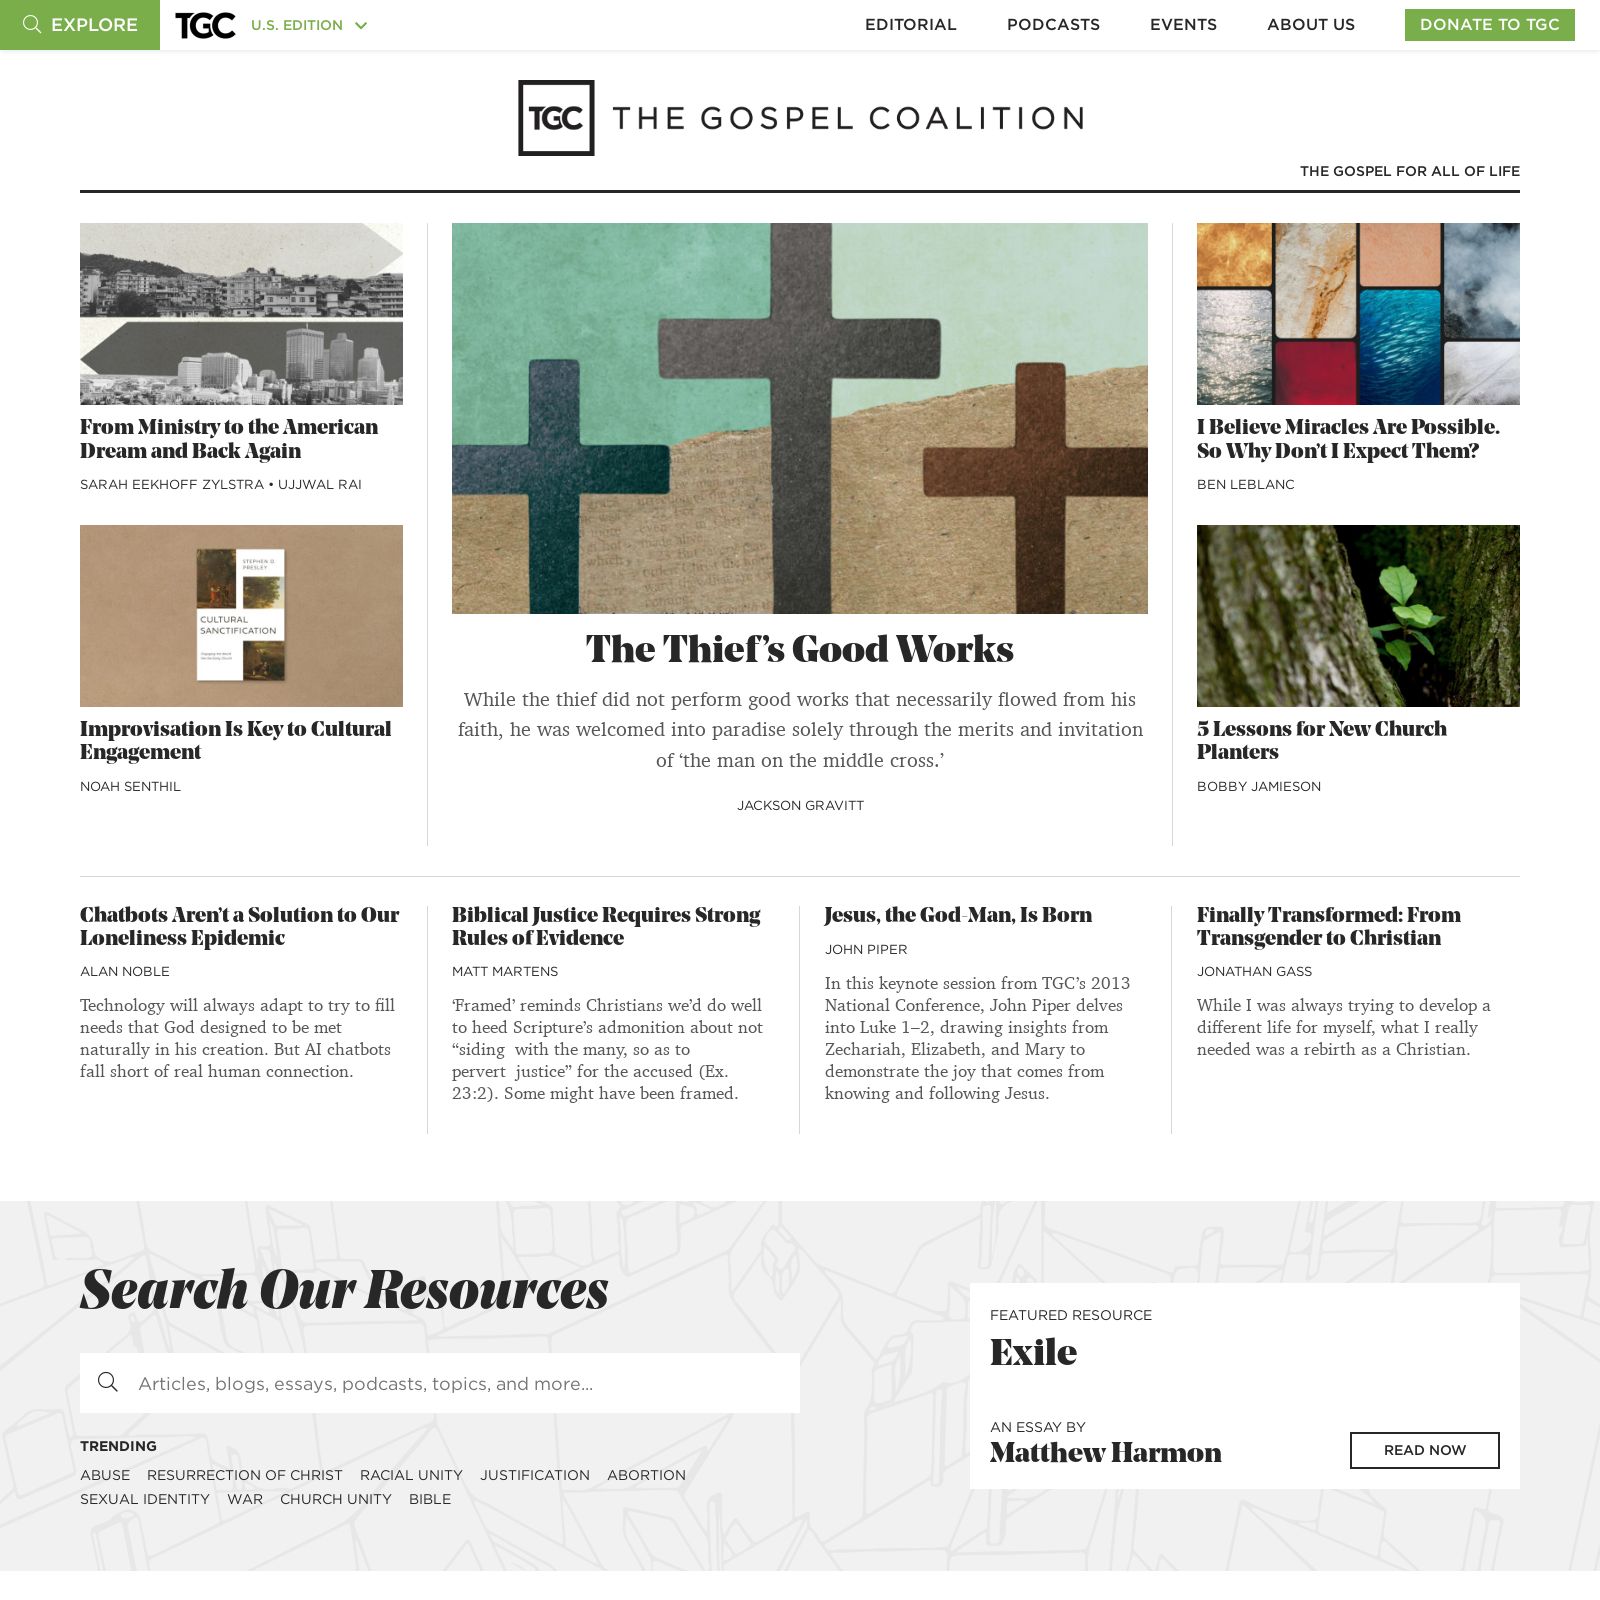 EXPLORE
TGC
U.S. EDITION
EDITORIAL
PODCASTS
EVENTS
ABOUT US
DONATE TO TGC
TGC
THE GOSPEL COALITION
THE GOSPEL FOR ALL OF LIFE
From Ministry to the American
Dream and Back Again
SARAH EEKHOFF ZYLSTRA • UJJWAL RAI
STEPHEN O.
PRESLEY
CULTURAL
SANCTIFICATION
Improvisation Is Key to Cultural
Engagement
NOAH SENTHIL
The Thief’s Good Works
While the thief did not perform good works that necessarily flowed from his
faith, he was welcomed into paradise solely through the merits and invitation
of ‘the man on the middle cross.’
JACKSON GRAVITT
I Believe Miracles Are Possible.
So Why Don’t I Expect Them?
BEN LEBLANC
5 Lessons for New Church
Planters
BOBBY JAMIESON
Chatbots Aren’t a Solution to Our
Loneliness Epidemic
ALAN NOBLE
Technology will always adapt to try to fill
needs that God designed to be met
naturally in his creation. But AI chatbots
fall short of real human connection.
Biblical Justice Requires Strong
Rules of Evidence
MATT MARTENS
‘Framed’ reminds Christians we’d do well
to heed Scripture’s admonition about not
“siding with the many, so as to
pervert justice” for the accused (Ex.
23:2). Some might have been framed.
Jesus, the God-Man, Is Born
JOHN PIPER
In this keynote session from TGC’s 2013
National Conference, John Piper delves
into Luke 1–2, drawing insights from
Zechariah, Elizabeth, and Mary to
demonstrate the joy that comes from
knowing and following Jesus.
Finally Transformed: From
Transgender to Christian
JONATHAN GASS
While I was always trying to develop a
different life for myself, what I really
needed was a rebirth as a Christian.
Search Our Resources
Articles, blogs, essays, podcasts, topics, and more...
TRENDING
ABUSE RESURRECTION OF CHRIST RACIAL UNITY JUSTIFICATION ABORTION
SEXUAL IDENTITY WAR CHURCH UNITY BIBLE
FEATURED RESOURCE
Exile
AN ESSAY BY
Matthew Harmon
READ NOW